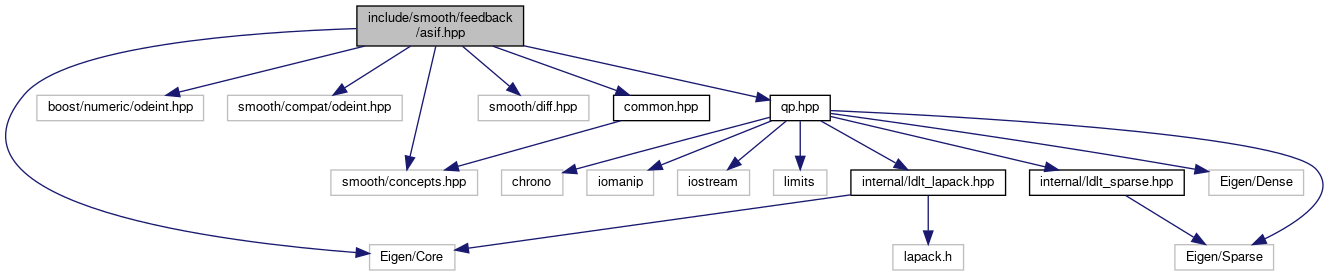 include/smooth/feedback
/asif.hpp
boost/numeric/odeint.hpp
smooth/compat/odeint.hpp
smooth/diff.hpp
common.hpp
qp.hpp
smooth/concepts.hpp
chrono
iomanip
iostream
limits
internal/ldlt_lapack.hpp
internal/ldlt_sparse.hpp
Eigen/Dense
Eigen/Core
lapack.h
Eigen/Sparse